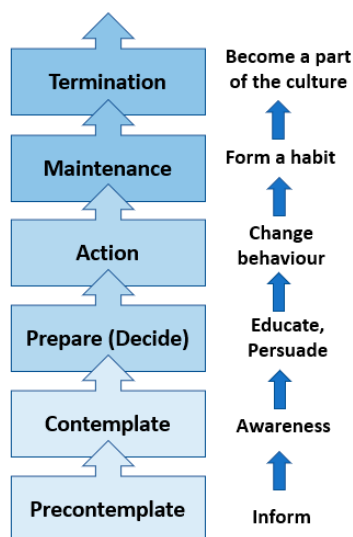 Termination
Become a part
of the culture
Maintenance
Form a habit
Action
Change
behaviour
Prepare (Decide)
Educate,
Persuade
Contemplate
Awareness
Precontemplate
Inform